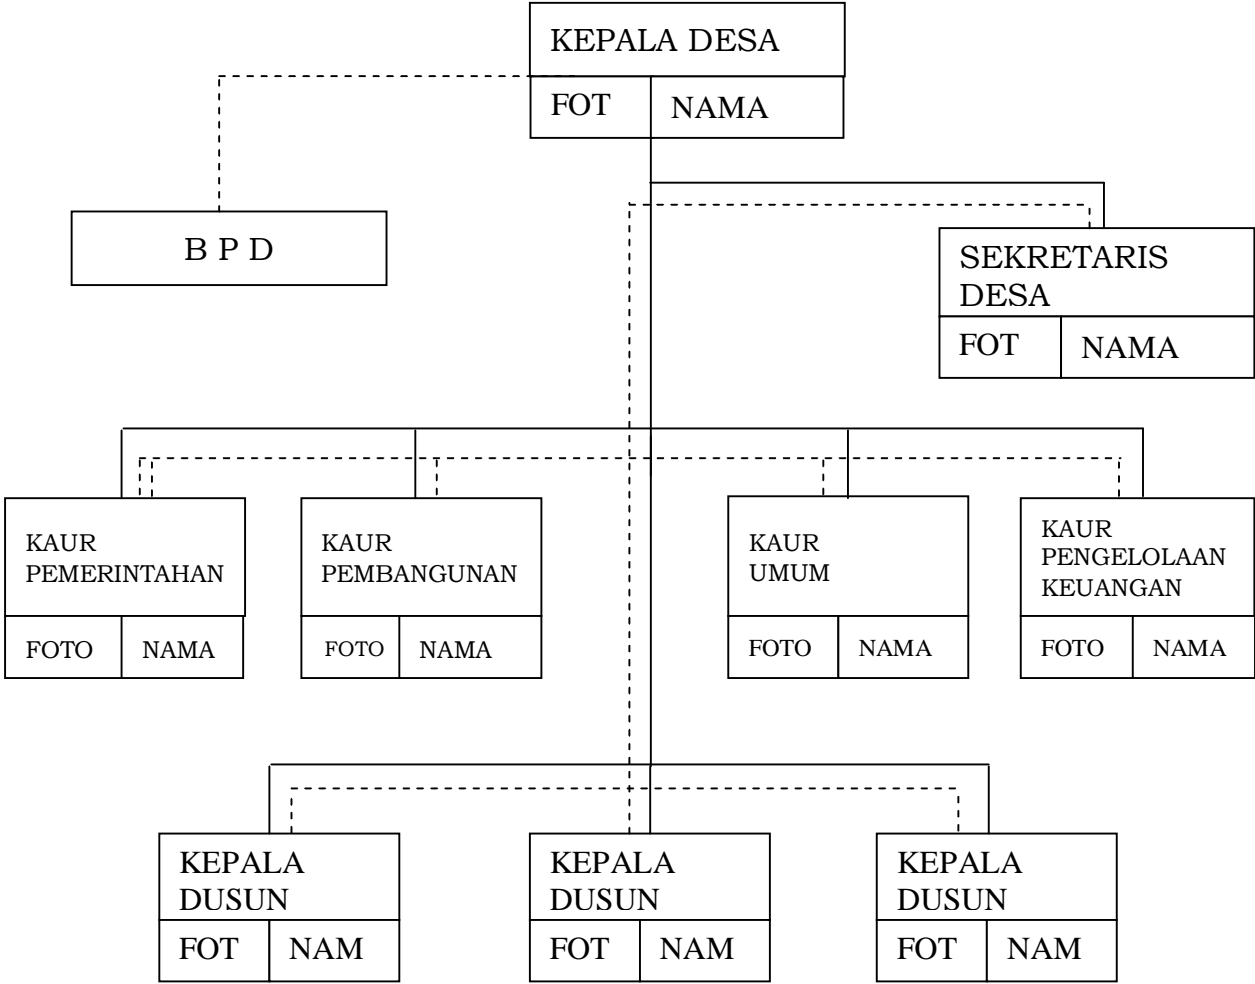 KEPALA DESA
FOT NAMA
B P D
SEKRETARIS
DESA
FOT NAMA
KAUR
PEMERINTAHAN
FOTO NAMA
KAUR
PEMBANGUNAN
FOTO NAMA
KAUR
UMUM
FOTO NAMA
KAUR
PENGELOLAAN
KEUANGAN
FOTO NAMA
KEPALA
DUSUN
FOT NAM
KEPALA
DUSUN
FOT NAM
KEPALA
DUSUN
FOT NAM